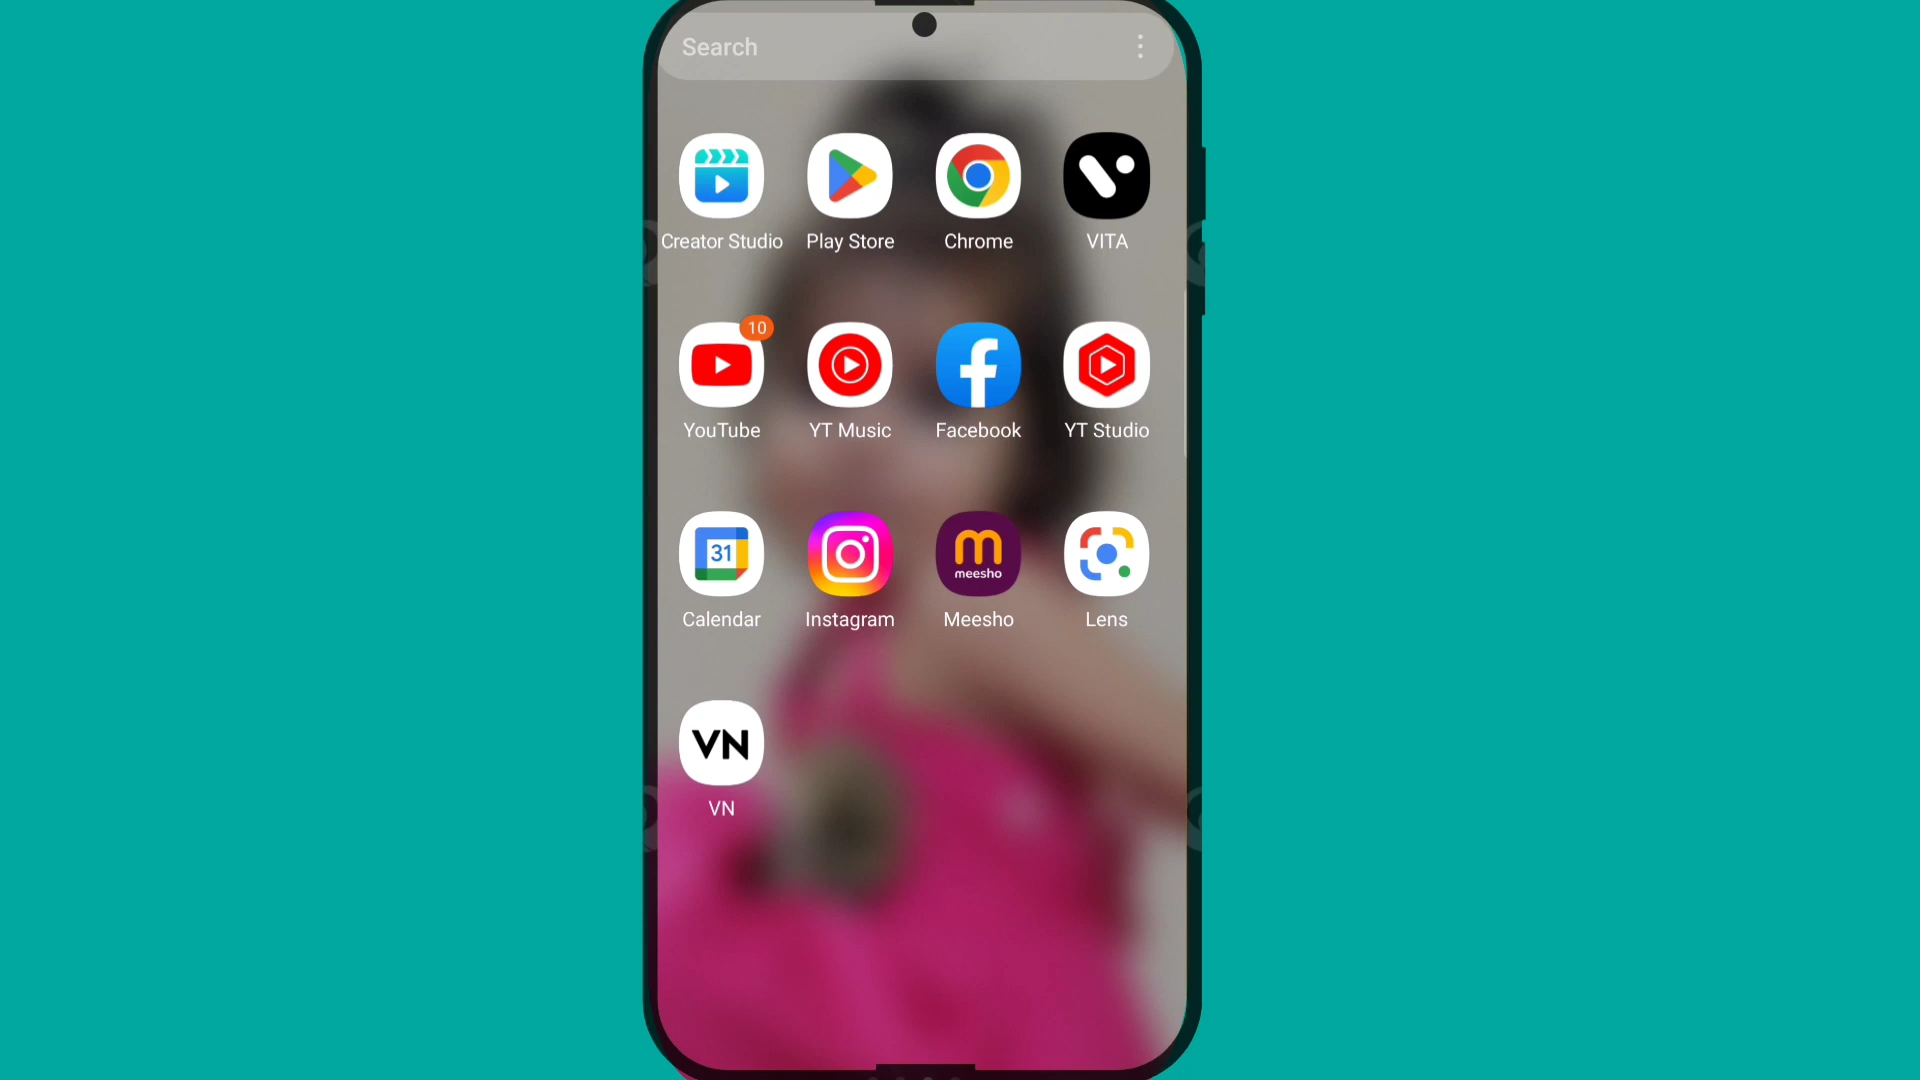 Search
Creator Studio
Play Store
Chrome
VITA
10
YouTube
YT Music
Facebook
YT Studio
31
meesho
Calendar
Instagram
Meesho
Lens
VN
VN